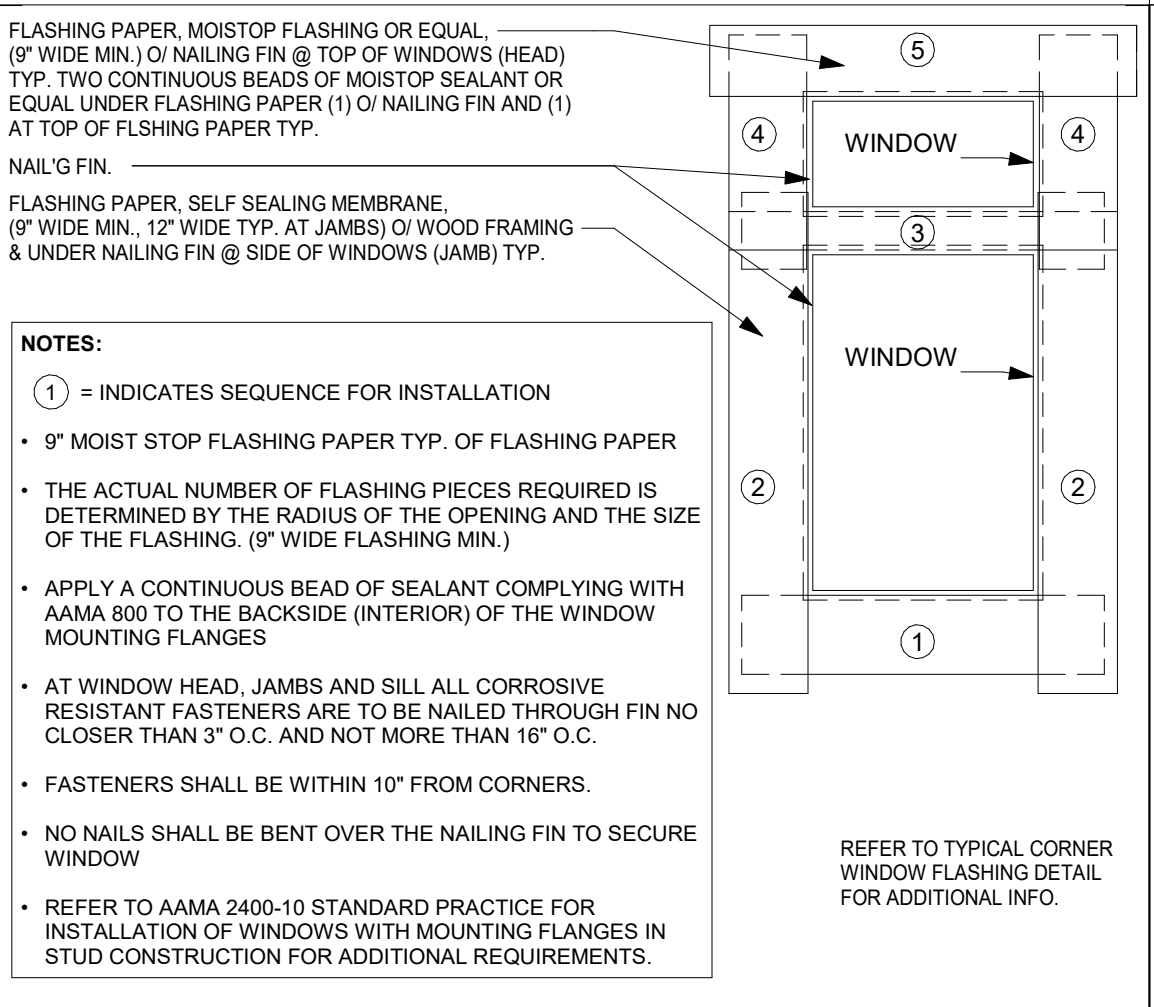 FLASHING PAPER, MOISTOP FLASHING OR EQUAL,
(9" WIDE MIN.) O/ NAILING FIN @ TOP OF WINDOWS (HEAD)
TYP. TWO CONTINUOUS BEADS OF MOISTOP SEALANT OR
EQUAL UNDER FLASHING PAPER (1) O/ NAILING FIN AND (1)
AT TOP OF FLSHING PAPER TYP.
NAIL'G FIN.
FLASHING PAPER, SELF SEALING MEMBRANE,
(9" WIDE MIN., 12" WIDE TYP. AT JAMBS) O/ WOOD FRAMING
& UNDER NAILING FIN @ SIDE OF WINDOWS (JAMB) TYP.
5
4
WINDOW
4
3
WINDOW
2
2
1
NOTES:
1 = INDICATES SEQUENCE FOR INSTALLATION
• 9" MOIST STOP FLASHING PAPER TYP. OF FLASHING PAPER
• THE ACTUAL NUMBER OF FLASHING PIECES REQUIRED IS
DETERMINED BY THE RADIUS OF THE OPENING AND THE SIZE
OF THE FLASHING. (9" WIDE FLASHING MIN.)
• APPLY A CONTINUOUS BEAD OF SEALANT COMPLYING WITH
AAMA 800 TO THE BACKSIDE (INTERIOR) OF THE WINDOW
MOUNTING FLANGES
• AT WINDOW HEAD, JAMBS AND SILL ALL CORROSIVE
RESISTANT FASTENERS ARE TO BE NAILED THROUGH FIN NO
CLOSER THAN 3" O.C. AND NOT MORE THAN 16" O.C.
• FASTENERS SHALL BE WITHIN 10" FROM CORNERS.
• NO NAILS SHALL BE BENT OVER THE NAILING FIN TO SECURE
WINDOW
• REFER TO AAMA 2400-10 STANDARD PRACTICE FOR
INSTALLATION OF WINDOWS WITH MOUNTING FLANGES IN
STUD CONSTRUCTION FOR ADDITIONAL REQUIREMENTS.
REFER TO TYPICAL CORNER
WINDOW FLASHING DETAIL
FOR ADDITIONAL INFO.